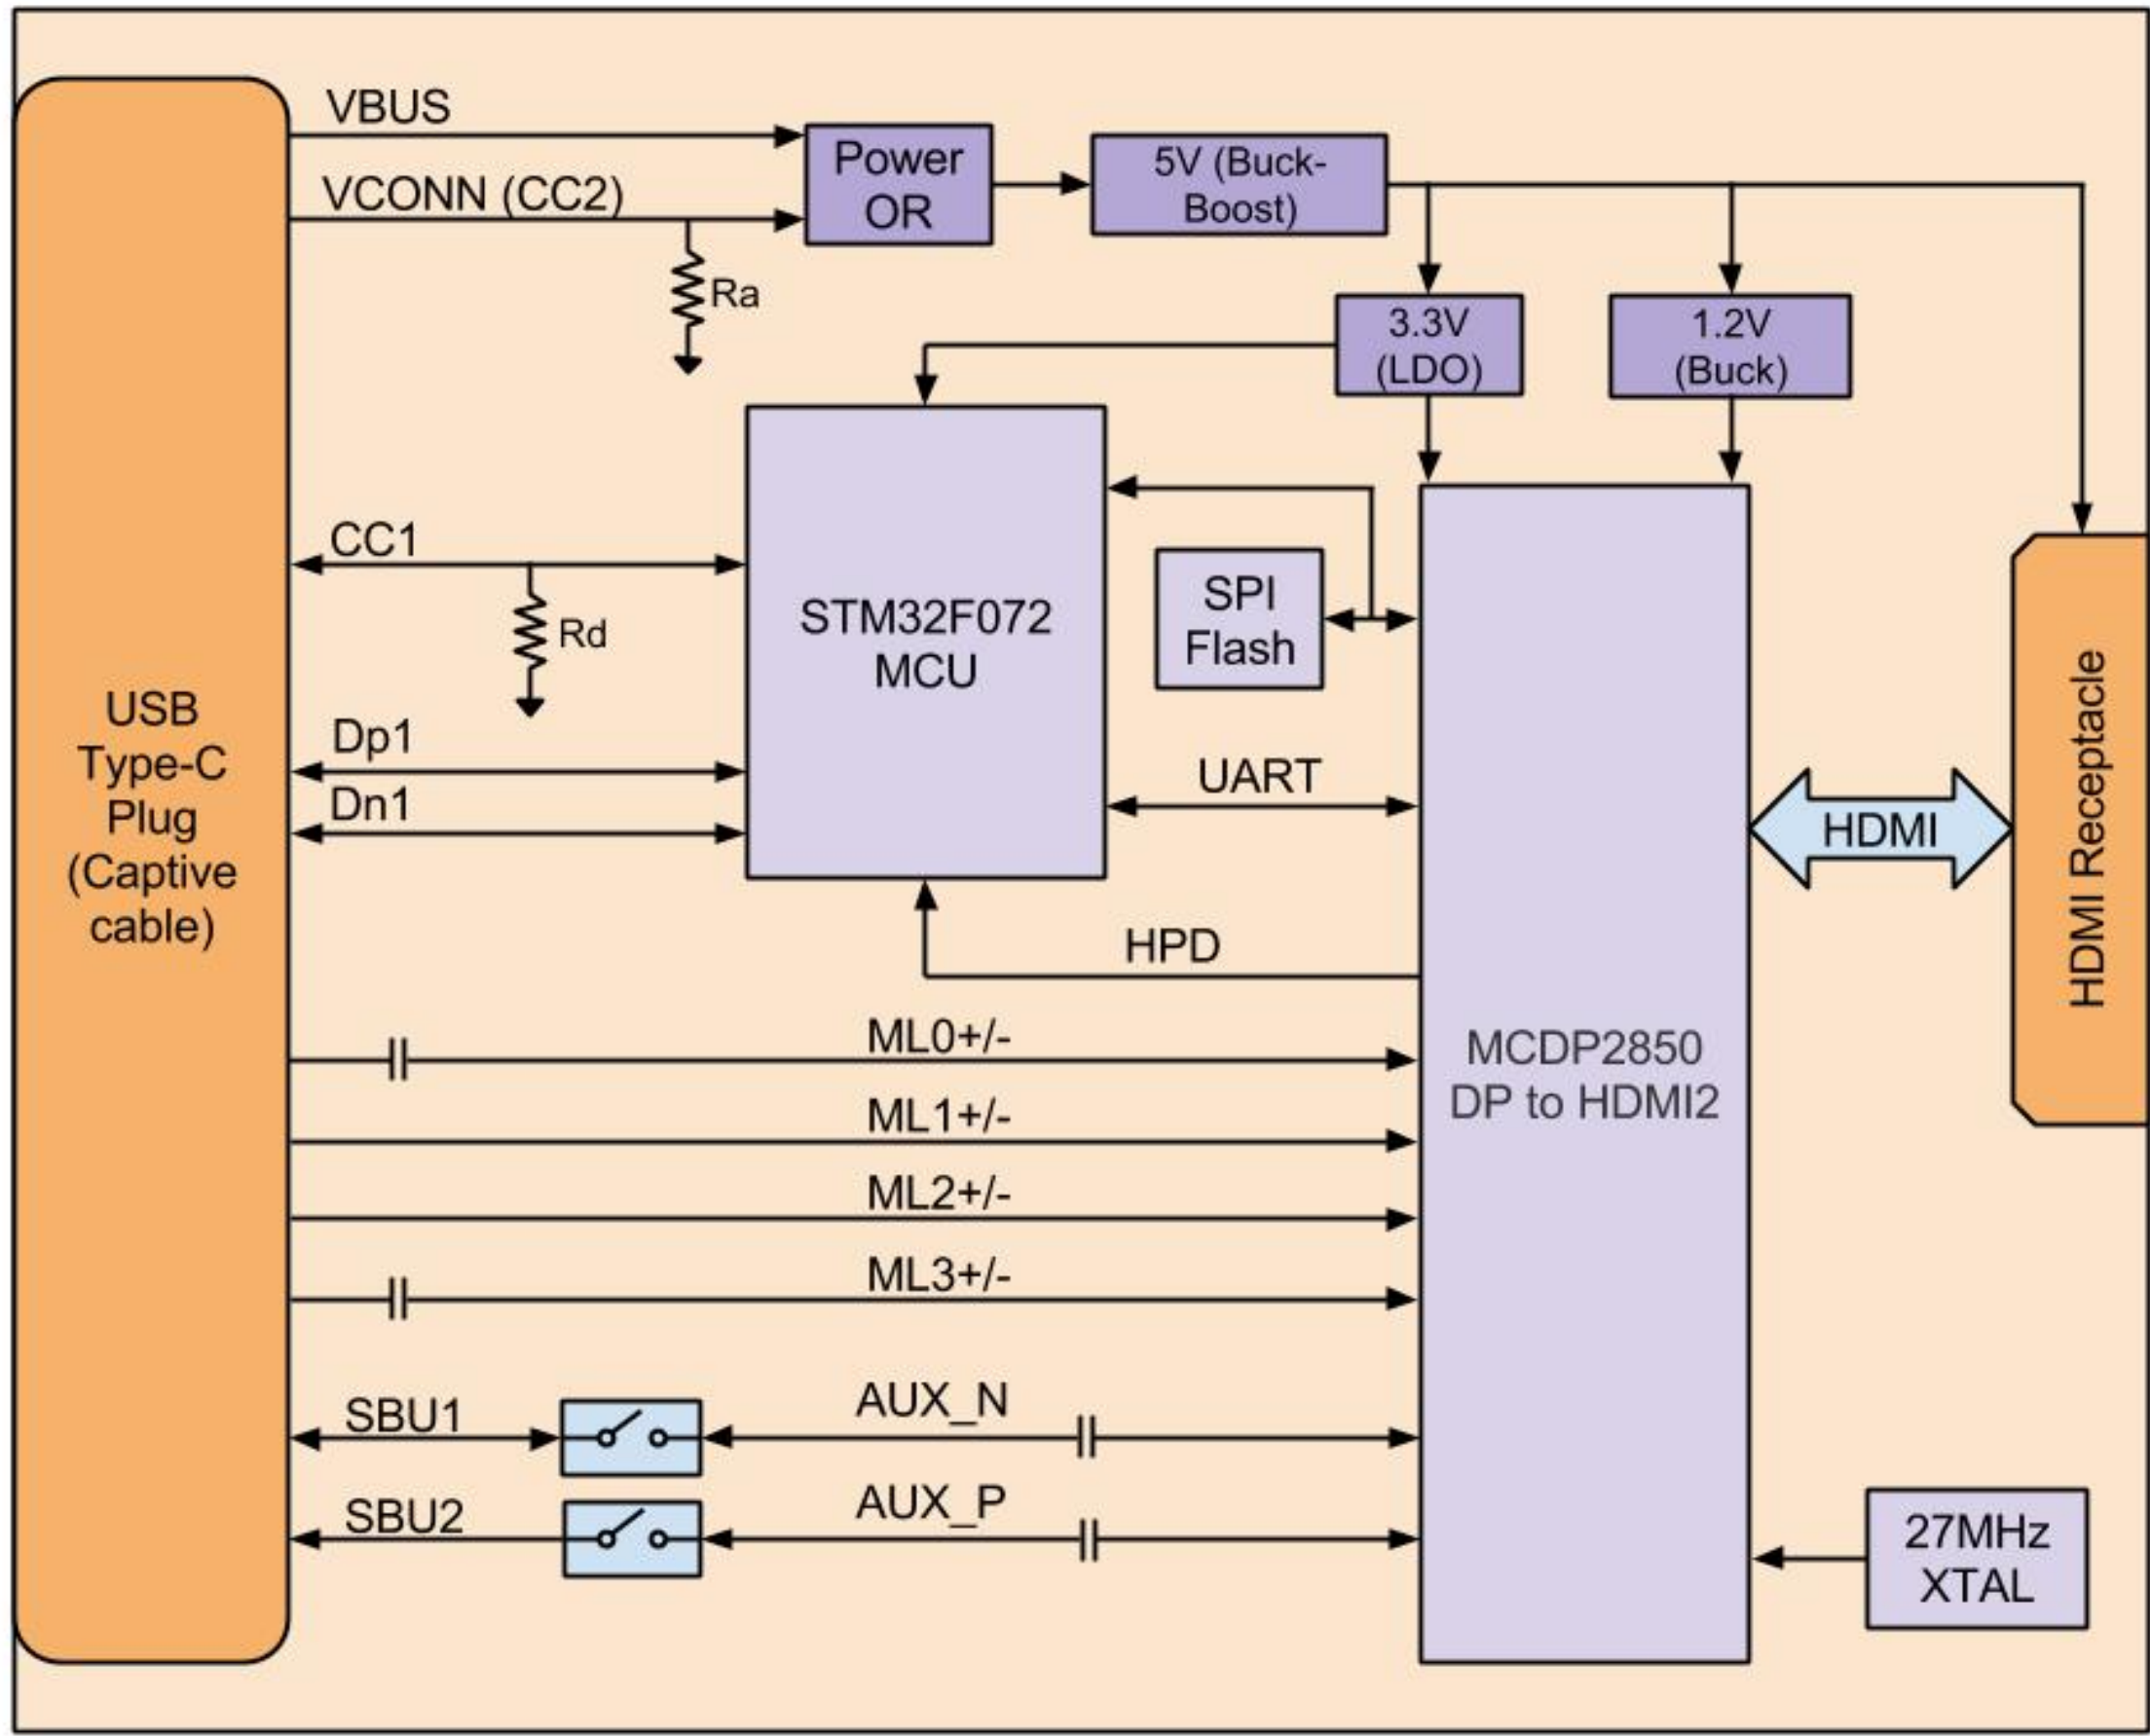 VBUS
VCONN (CC2)
Power
OR
5V (Buck-
Boost)
Ra
3.3V
(LDO)
1.2V
(Buck)
CC1
Rd
STM32F072
MCU
SPI
Flash
USB
Type-C
Plug
(Captive
cable)
Dp1
Dn1
UART
HDMI
HDMI Receptacle
HPD
ML0+/-
MCDP2850
DP to HDMI2
ML1+/-
ML2+/-
ML3+/-
SBU1
AUX_N
SBU2
AUX_P
27MHz
XTAL